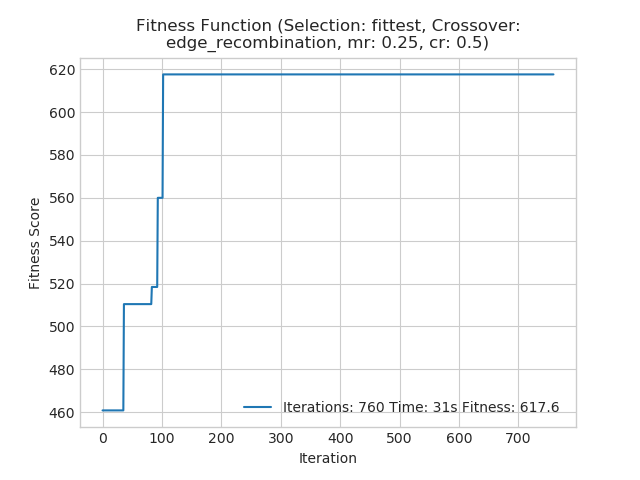 Fitness Function (Selection: fittest, Crossover:
edge_recombination, mr: 0.25, cr: 0.5)
620
600
580
560
540
520
500
480
460
Fitness Score
Iterations: 760 Time: 31s Fitness: 617.6
0 100 200 300 400 500 600 700
Iteration